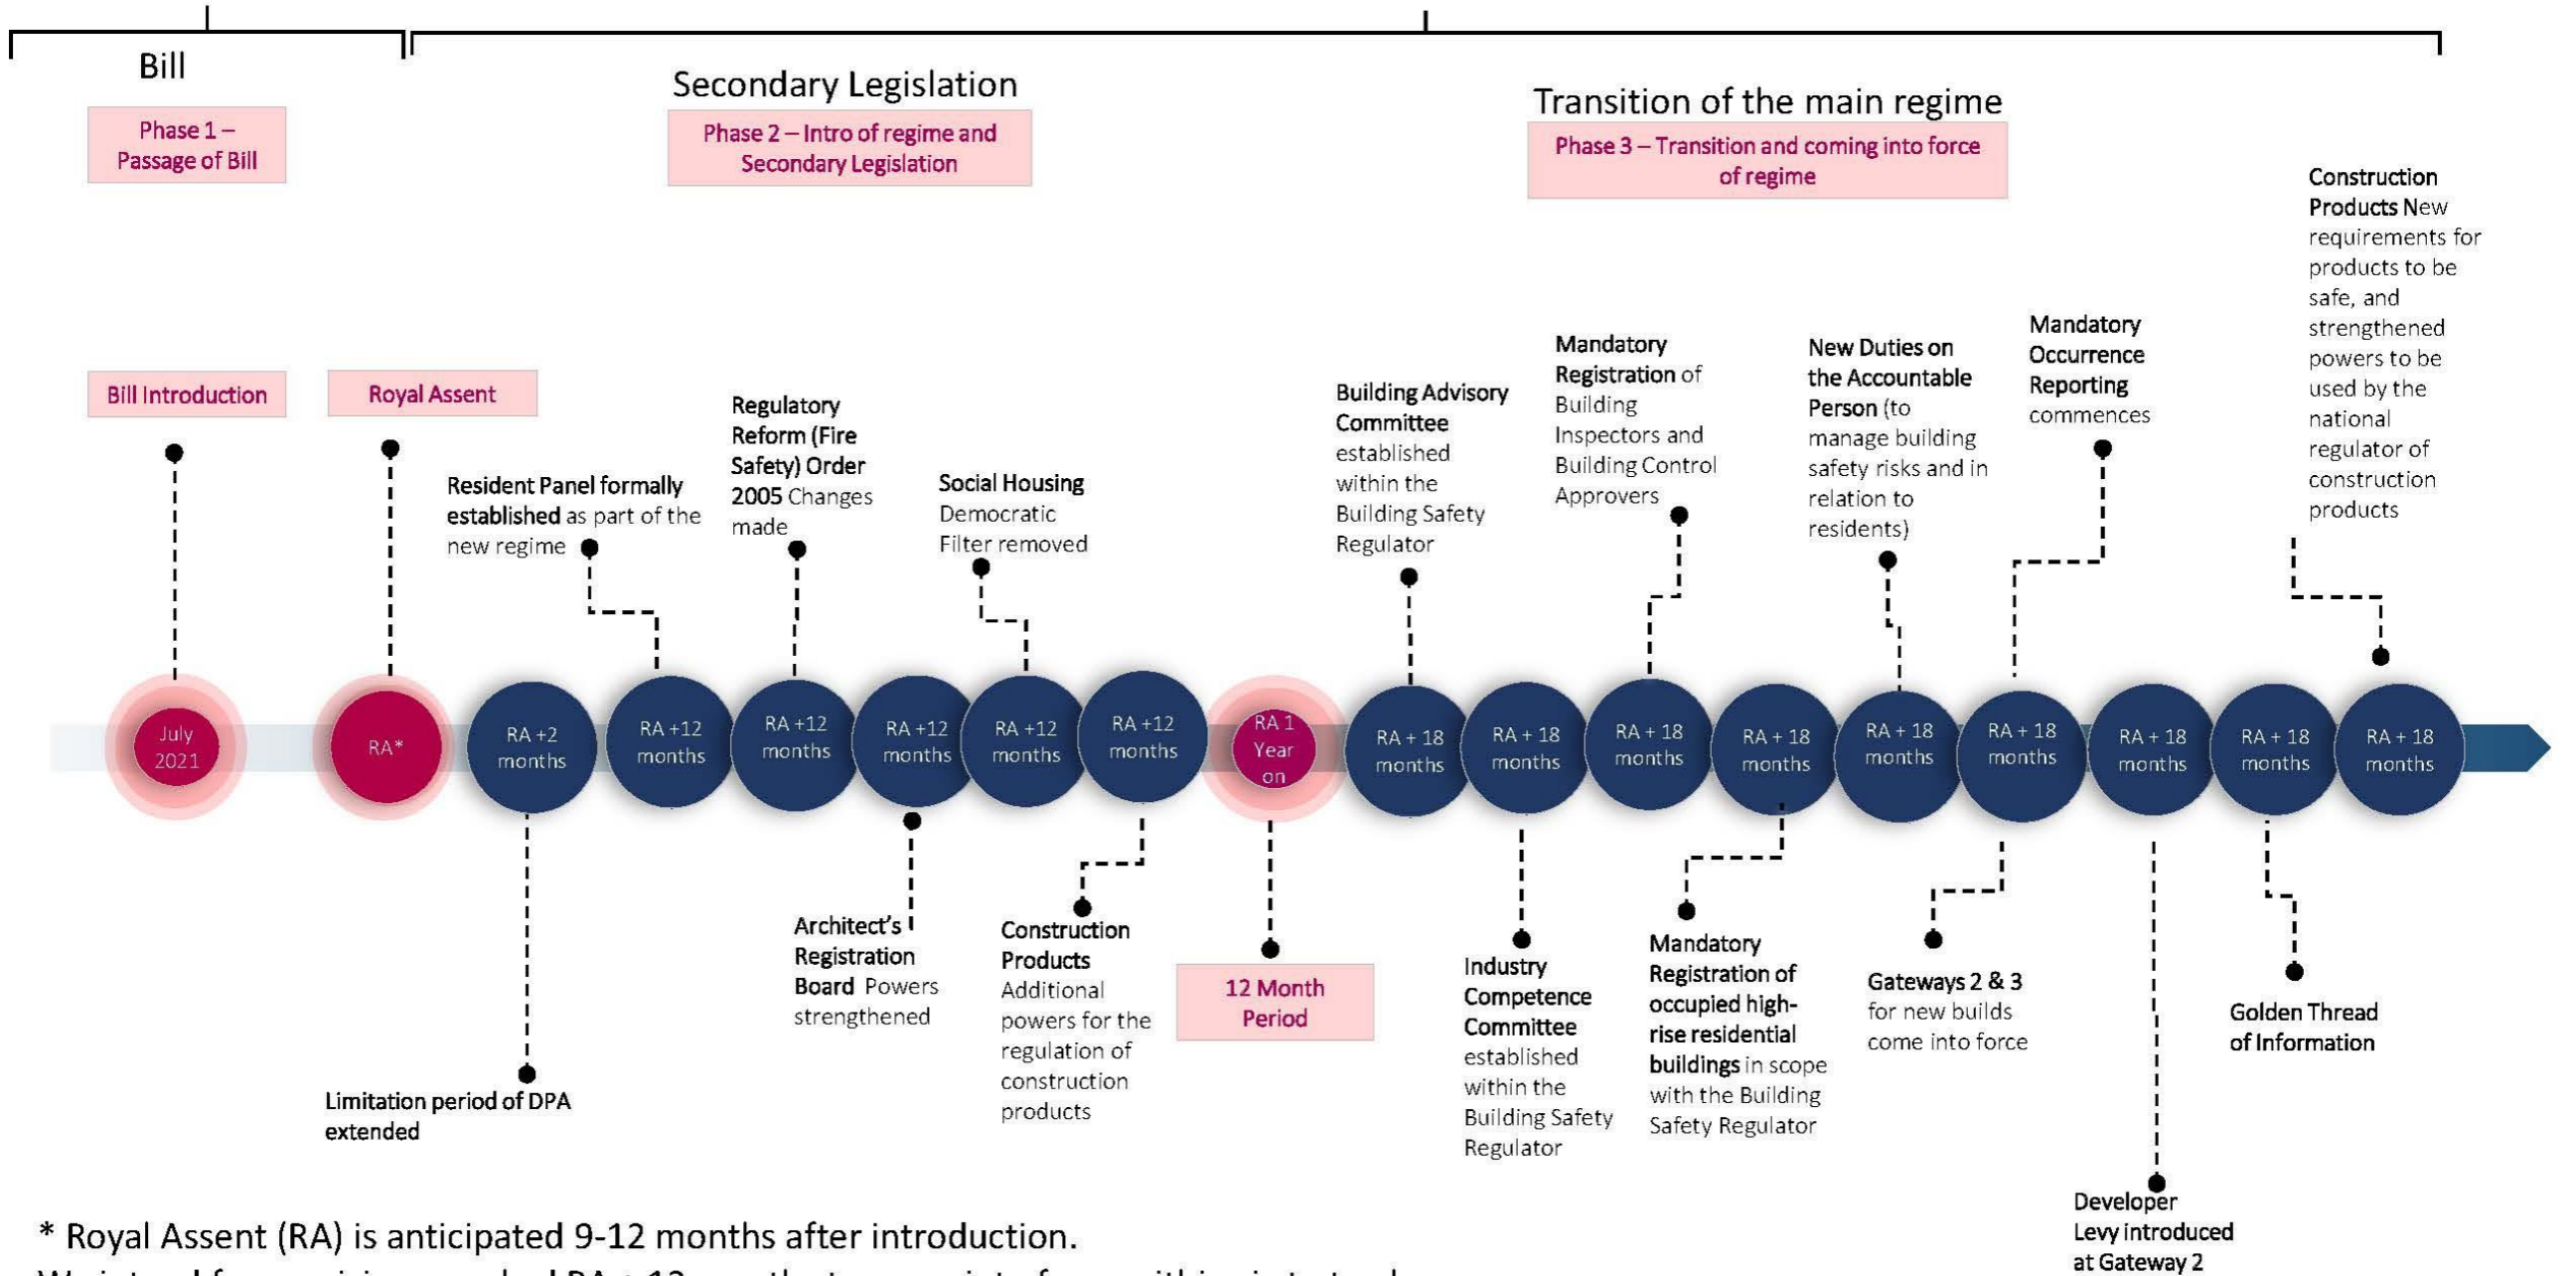 Bill
Phase 1 –
Passage of Bill
Secondary Legislation
Phase 2 – Intro of regime and
Secondary Legislation
Transition of the main regime
Phase 3 – Transition and coming into force
of regime
Bill Introduction
Royal Assent
Resident Panel formally
established as part of the
new regime
Regulatory
Reform (Fire
Safety) Order
2005 Changes
made
Social Housing
Democratic
Filter removed
Building Advisory
Committee
established
within the
Building Safety
Regulator
Mandatory
Registration of
Building
Inspectors and
Building Control
Approvers
New Duties on
the Accountable
Person (to
manage building
safety risks and in
relation to
residents)
Mandatory
Occurrence
Reporting
commences
Construction
Products New
requirements for
products to be
safe, and
strengthened
powers to be
used by the
national
regulator of
construction
products
July
2021
RA*
RA +2
months
RA +12
months
RA +12
months
RA +12
months
RA +12
months
RA +12
months
RA 1
Year
on
RA + 18
months
RA + 18
months
RA + 18
months
RA + 18
months
RA + 18
months
RA + 18
months
RA + 18
months
RA + 18
months
RA + 18
months
Limitation period of DPA
extended
Architect’s
Registration
Board Powers
strengthened
Construction
Products
Additional
powers for the
regulation of
construction
products
12 Month
Period
Industry
Competence
Committee
established
within the
Building Safety
Regulator
Mandatory
Registration of
occupied high-
rise residential
buildings in scope
with the Building
Safety Regulator
Gateways 2 & 3
for new builds
come into force
Developer
Levy introduced
at Gateway 2
Golden Thread
of Information
* Royal Assent (RA) is anticipated 9-12 months after introduction.